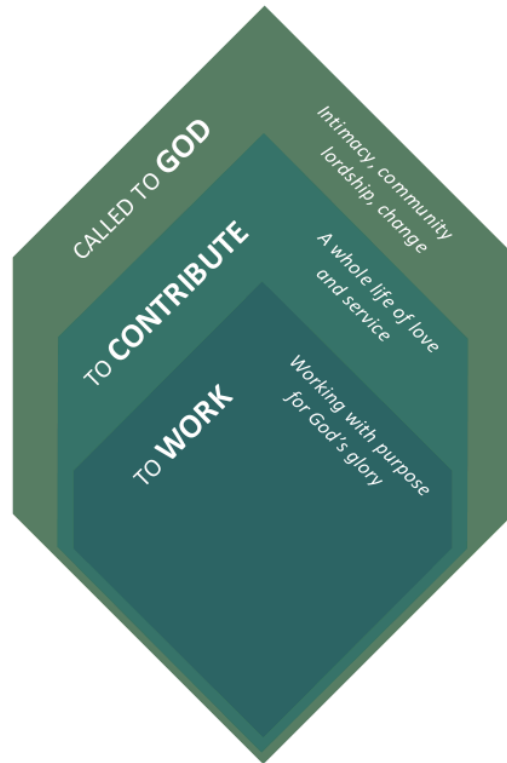 CALLED TO GOD
Intimacy, community
lordship, change
TO CONTRIBUTE
A whole life of love
and service
TO WORK
Working with purpose
for God's glory